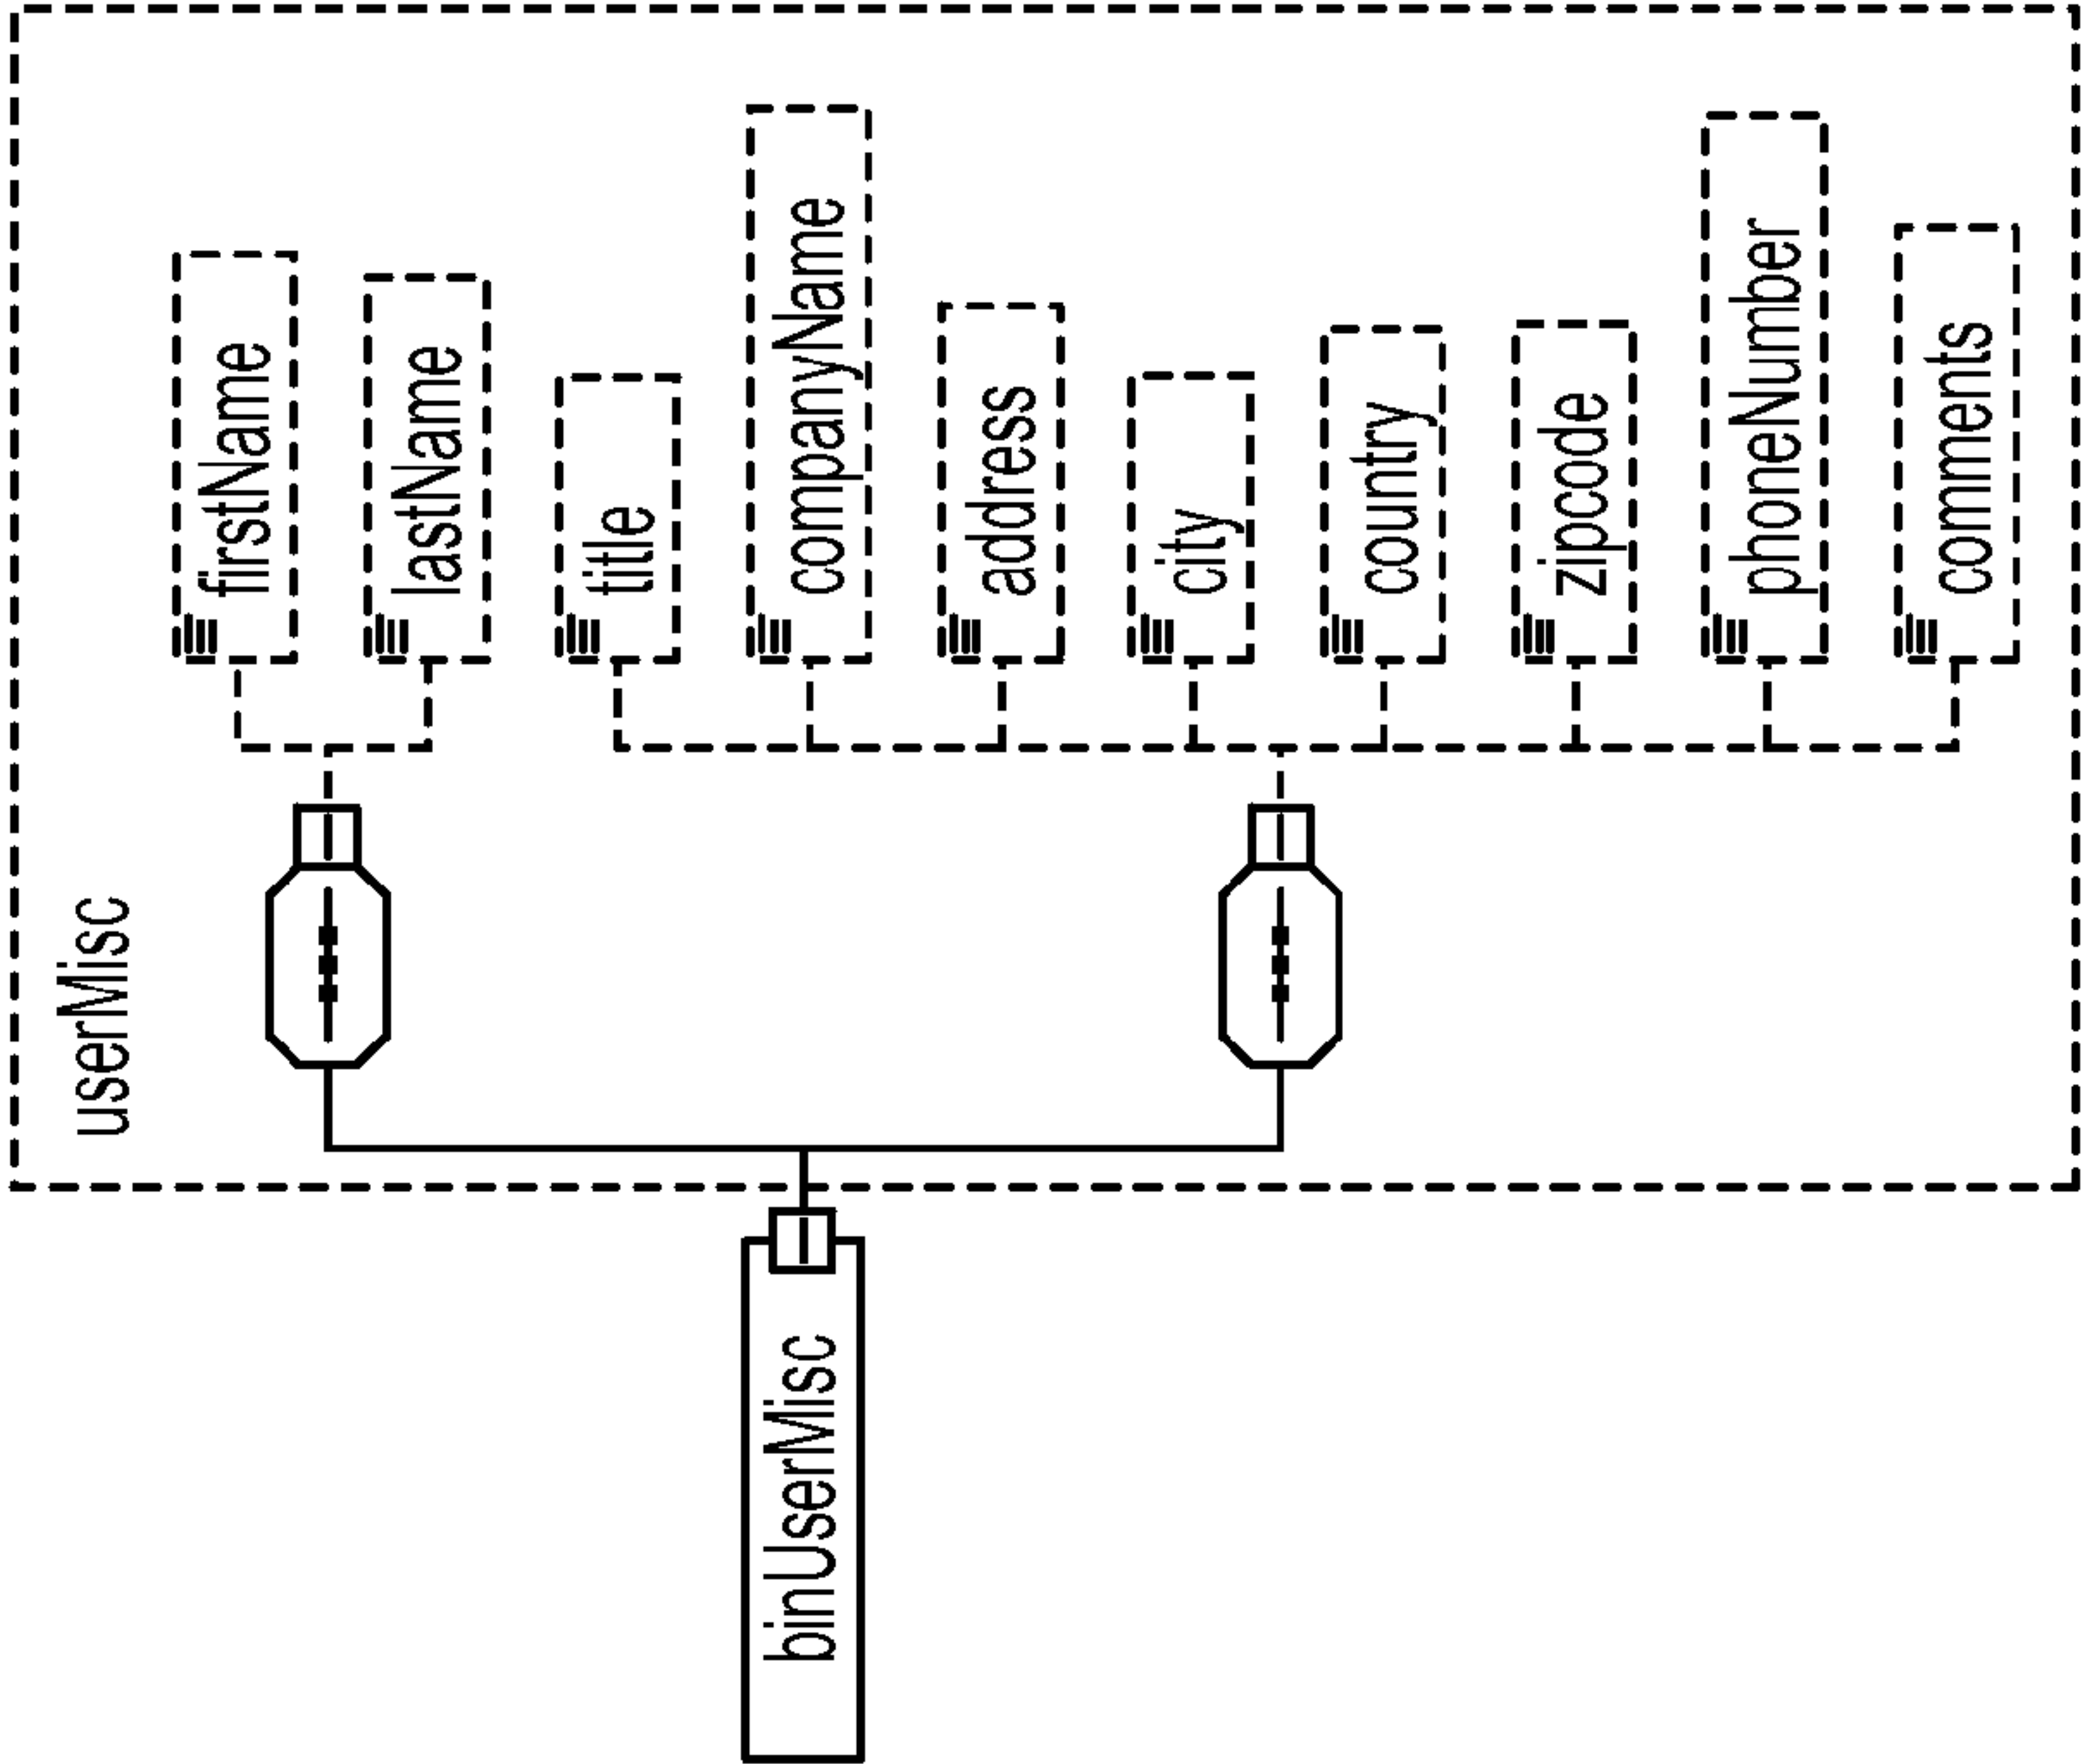 userMisc
binUserMisc
firstName
lastName
title
companyName
address
city
country
zipcode
phoneNumber
comments